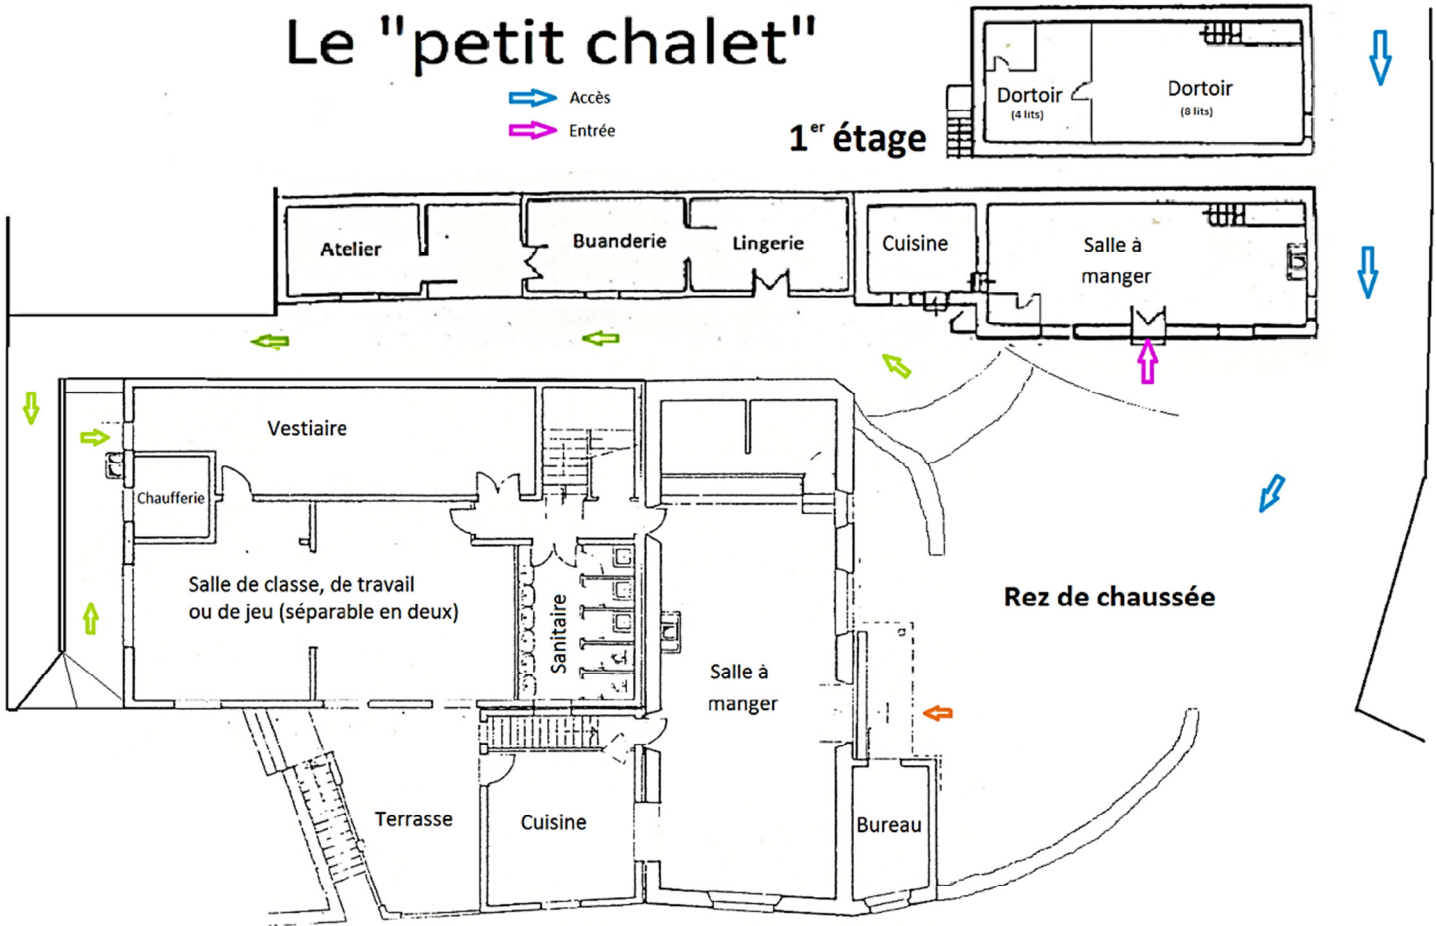 Le "petit chalet"
Accès
Entrée
1er étage
Dortoir
(4 lits)
Dortoir
(8 lits)
Atelier
Buanderie
Lingerie
Cuisine
Salle à
manger
Vestiaire
Chaufferie
Salle de classe, de travail
ou de jeu (séparable en deux)
Sanitaire
Salle à
manger
Rez de chaussée
Terrasse
Cuisine
Bureau